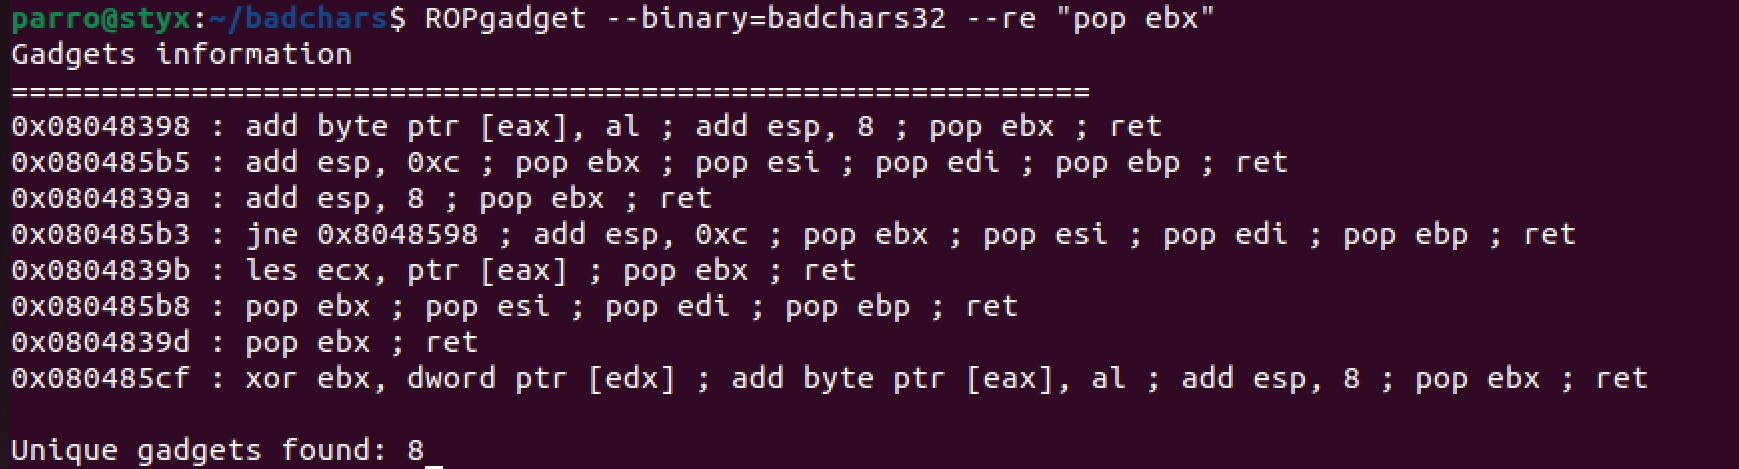 parro@styx:~/badchars$ ROPgadget --binary=badchars32 --re "pop ebx"
Gadgets information
============================================================
0x08048398 : add byte ptr [eax], al ; add esp, 8 ; pop ebx ; ret
0x080485b5 : add esp, 0xc ; pop ebx ; pop esi ; pop edi ; pop ebp ; ret
0x0804839a : add esp, 8 ; pop ebx ; ret
0x080485b3 : jne 0x8048598 ; add esp, 0xc ; pop ebx ; pop esi ; pop edi ; pop ebp ; ret
0x0804839b : les ecx, ptr [eax] ; pop ebx ; ret
0x080485b8 : pop ebx ; pop esi ; pop edi ; pop ebp ; ret
0x0804839d : pop ebx ; ret
0x080485cf : xor ebx, dword ptr [edx] ; add byte ptr [eax], al ; add esp, 8 ; pop ebx ; ret
Unique gadgets found: 8